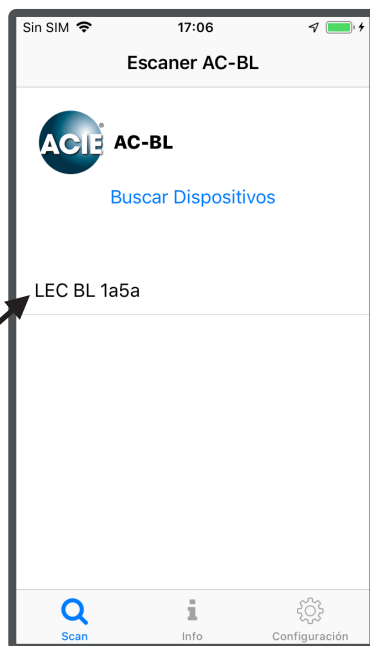 Sin SIM 17:06
Escaner AC-BL
ACIE® AC-BL
Buscar Dispositivos
LEC BL 1a5a
Scan Info Configuración